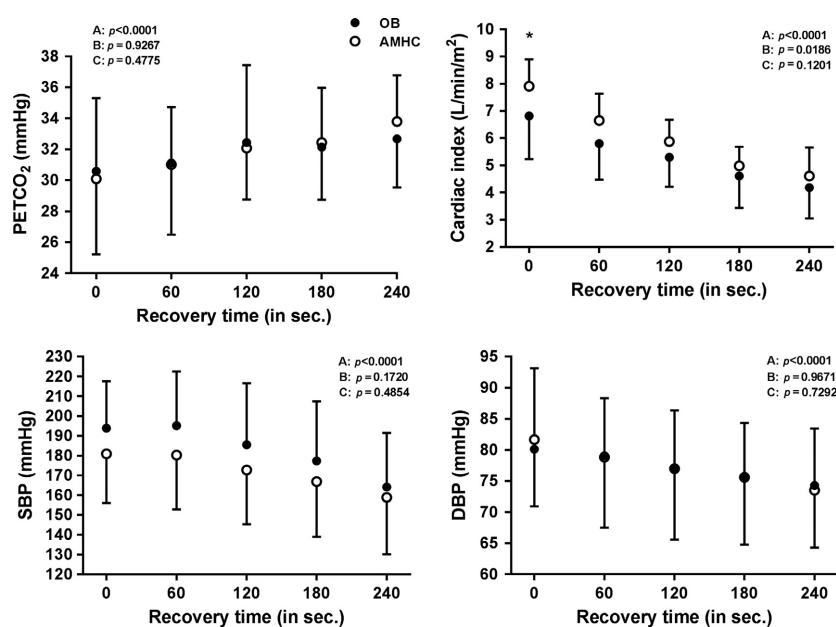 A: p<0.0001
B: p = 0.9267
C: p = 0.4775
OB
AMHC
PETCO₂ (mmHg)
38
36
34
32
30
28
26
24
0 60 120 180 240
Recovery time (in sec.)
*
A: p<0.0001
B: p = 0.0186
C: p = 0.1201
Cardiac index (L/min/m²)
10
9
8
7
6
5
4
3
2
0 60 120 180 240
Recovery time (in sec.)
A: p<0.0001
B: p = 0.1720
C: p = 0.4854
SBP (mmHg)
230
220
210
200
190
180
170
160
150
140
130
120
0 60 120 180 240
Recovery time (in sec.)
A: p<0.0001
B: p = 0.9671
C: p = 0.7292
DBP (mmHg)
95
90
85
80
75
70
65
60
0 60 120 180 240
Recovery time (in sec.)